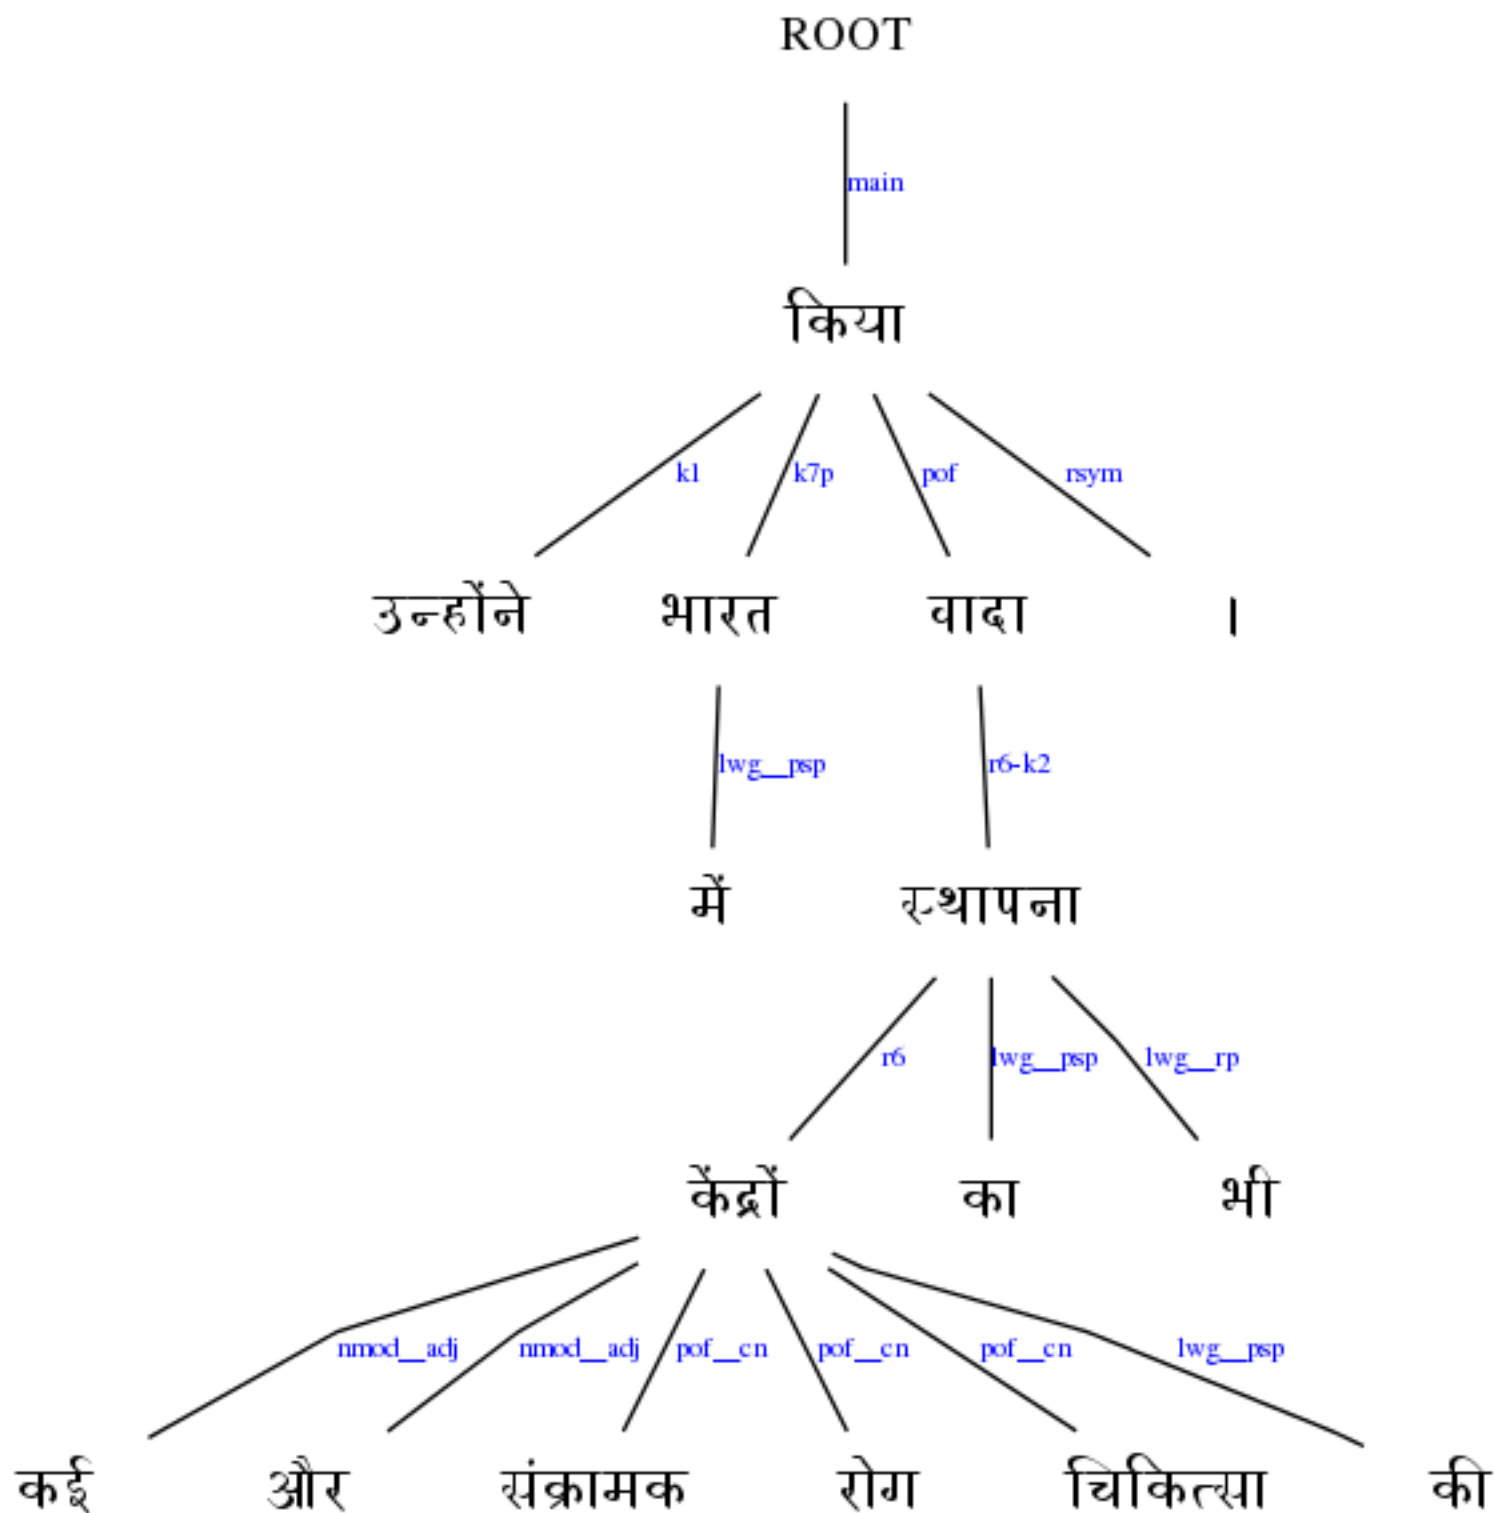 ROOT
main
किया
k1 k7p pof rsym
उन्होंने भारत वादा ।
lwg__psp r6-k2
में स्थापना
r6 lwg__psp lwg__rp
केंद्रों का भी
nmod__adj nmod__adj pof__cn pof__cn pof__cn lwg__psp
कई और संक्रामक रोग चिकित्सा की